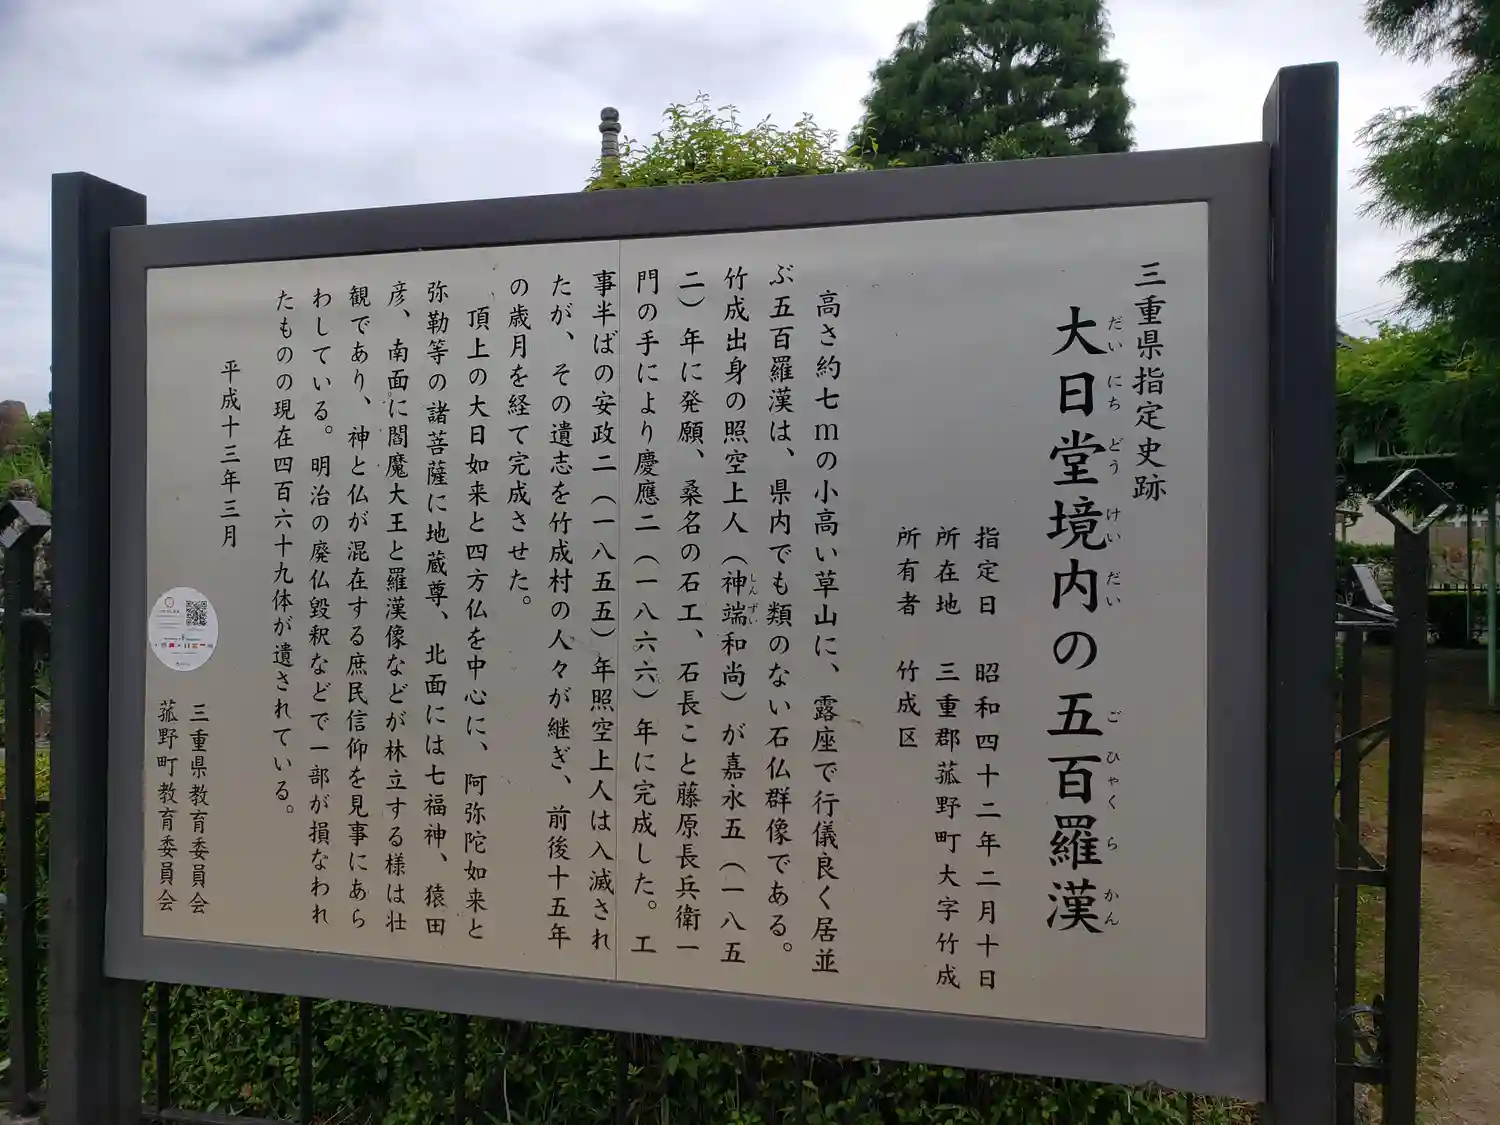 三重県指定史跡
大日堂境内の五百羅漢
だいにちどうけいだい ごひゃくらかん
指定日 昭和四十二年二月十日
所在地 三重郡菰野町大字竹成
所有者 竹成区
高さ約七mの小高い草山に、露座で行儀良く居並
ぶ五百羅漢は、県内でも類のない石仏群像である。
竹成出身の照空上人（神端和尚）が嘉永五（一八五
しんずい
二）年に発願、桑名の石工、石長こと藤原長兵衛一
門の手により慶應二（一八六六）年に完成した。工
事半ばの安政二（一八五五）年照空上人は入滅され
たが、その遺志を竹成村の人々が継ぎ、前後十五年
の歳月を経て完成させた。
頂上の大日如来と四方仏を中心に、阿弥陀如来と
弥勒等の諸菩薩に地蔵尊、北面には七福神、猿田
彦、南面に閻魔大王と羅漢像などが林立する様は壮
観であり、神と仏が混在する庶民信仰を見事にあら
わしている。明治の廃仏毀釈などで一部が損なわれ
たものの現在四百六十九体が遺されている。
平成十三年三月
三重県教育委員会
菰野町教育委員会